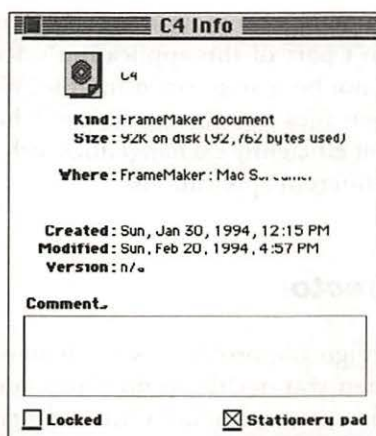 C4 Info
C4
Kind: FrameMaker document
Size: 92K on disk (92,762 bytes used)
Where: FrameMaker: Mac
Created: Sun, Jan 30, 1994, 12:15 PM
Modified: Sun, Feb 20, 1994, 4:57 PM
Version: n/a
Comment
Locked
Stationery pad